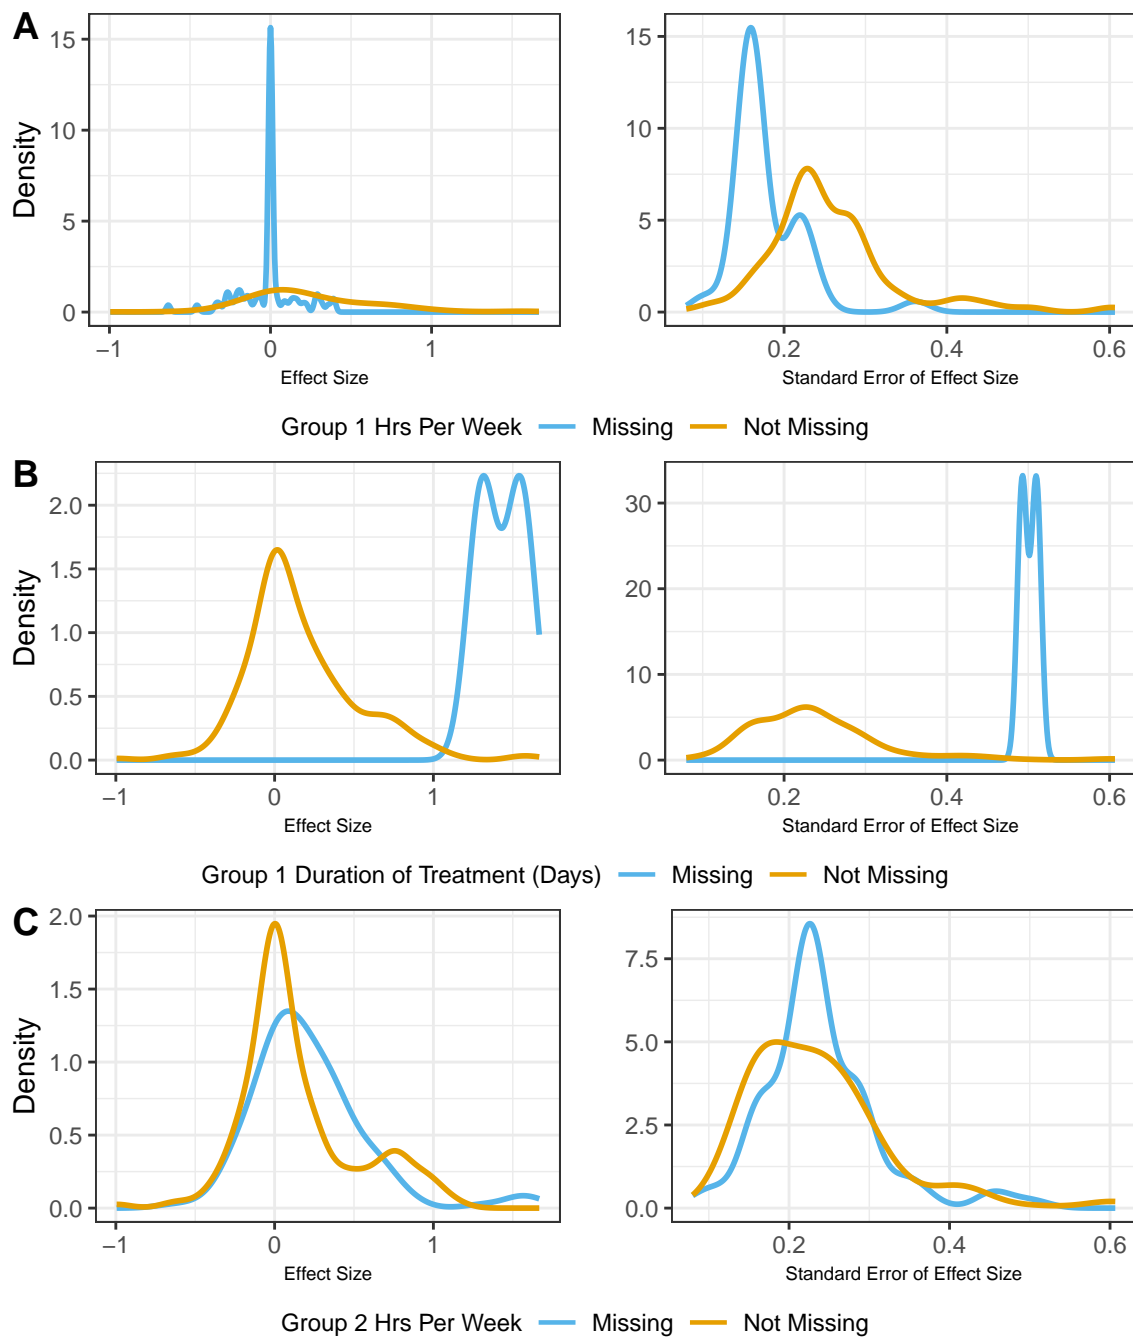 A
Density
15
10
5
0
−1 0 1
Effect Size
15
10
5
0
0.2 0.4 0.6
Standard Error of Effect Size
Group 1 Hrs Per Week Missing Not Missing
B
Density
2.0
1.5
1.0
0.5
0.0
−1 0 1
Effect Size
30
20
10
0
0.2 0.4 0.6
Standard Error of Effect Size
Group 1 Duration of Treatment (Days) Missing Not Missing
C
Density
2.0
1.5
1.0
0.5
0.0
−1 0 1
Effect Size
7.5
5.0
2.5
0.0
0.2 0.4 0.6
Standard Error of Effect Size
Group 2 Hrs Per Week Missing Not Missing